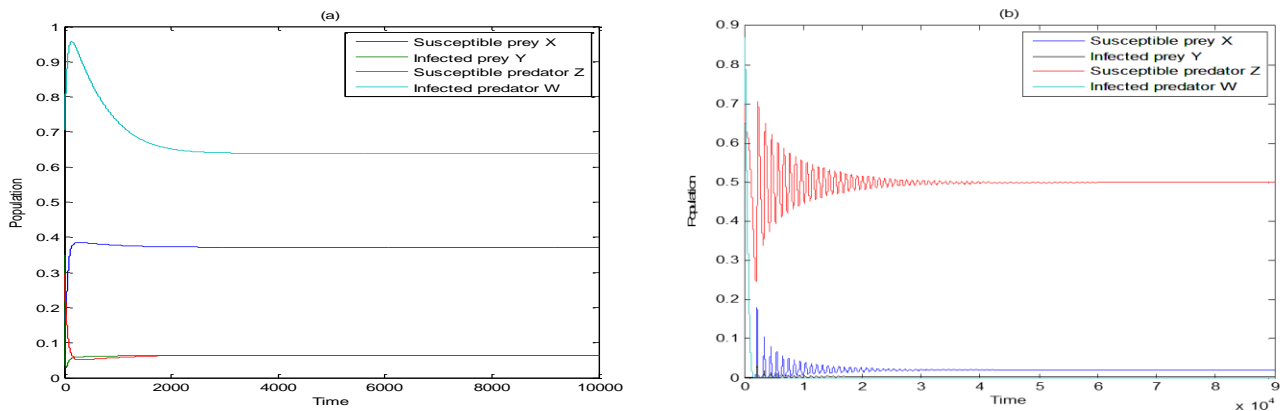 (a)
Susceptible prey X
Infected prey Y
Susceptible predator Z
Infected predator W
1
0.9
0.8
0.7
0.6
0.5
0.4
0.3
0.2
0.1
0
Population
0 2000 4000 6000 8000 10000
Time
(b)
Susceptible prey X
Infected prey Y
Susceptible predator Z
Infected predator W
0.9
0.8
0.7
0.6
0.5
0.4
0.3
0.2
0.1
0
Population
0 1 2 3 4 5 6 7 8 9
Time
x 10^4